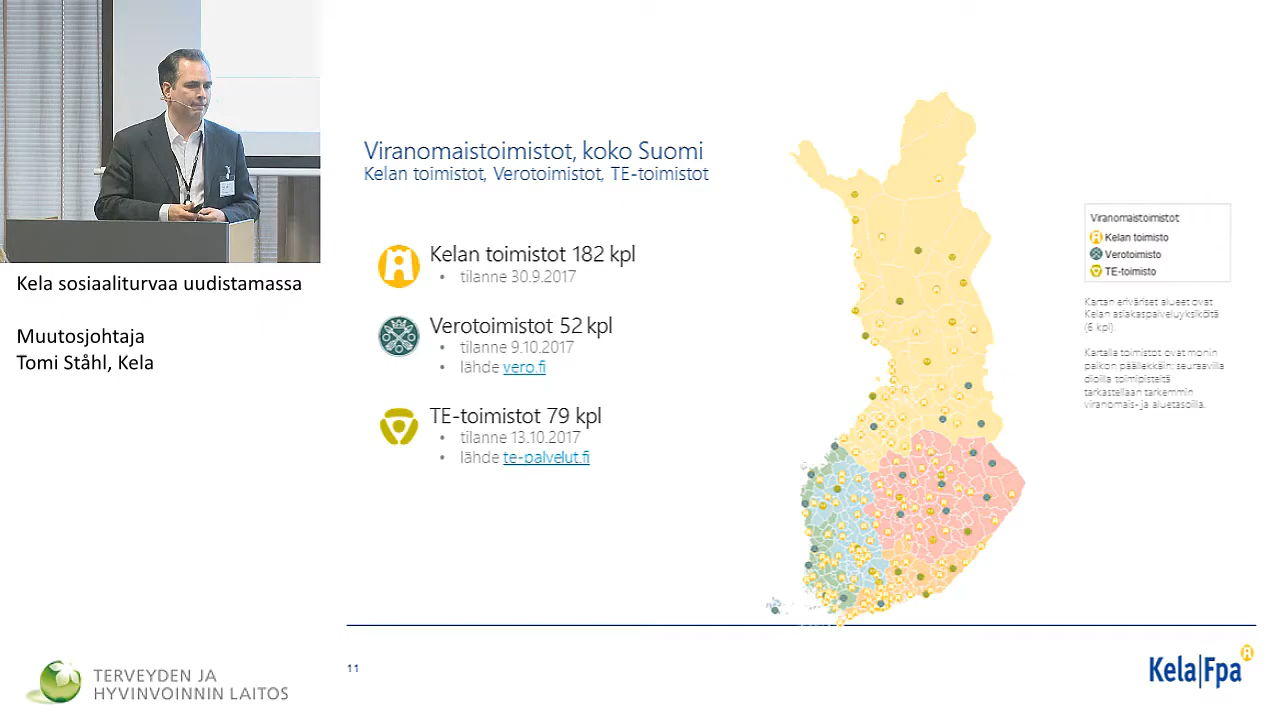 Viranomaistoimistot, koko Suomi
Kelan toimistot, Verotoimistot, TE-toimistot
Kelan toimistot 182 kpl
• tilanne 30.9.2017
Verotoimistot 52 kpl
• tilanne 9.10.2017
• lähde vero.fi
TE-toimistot 79 kpl
• tilanne 13.10.2017
• lähde te-palvelut.fi
Viranomaistoimistot
Kelan toimisto
Verotoimisto
TE-toimisto
Kartan eriväriset alueet ovat
Kelan asiakaspalveluyksiköitä
(6 kpl).
Kartalla toimistot ovat monin
paikon päällekkäin; seuraavilla
dioilla toimipisteitä
tarkastellaan tarkemmin
viranomais- ja aluetasoilla.
Kela sosiaaliturvaa uudistamassa
Muutosjohtaja
Tomi Ståhl, Kela
TERVEYDEN JA
HYVINVOINNIN LAITOS
11
Kela|Fpa